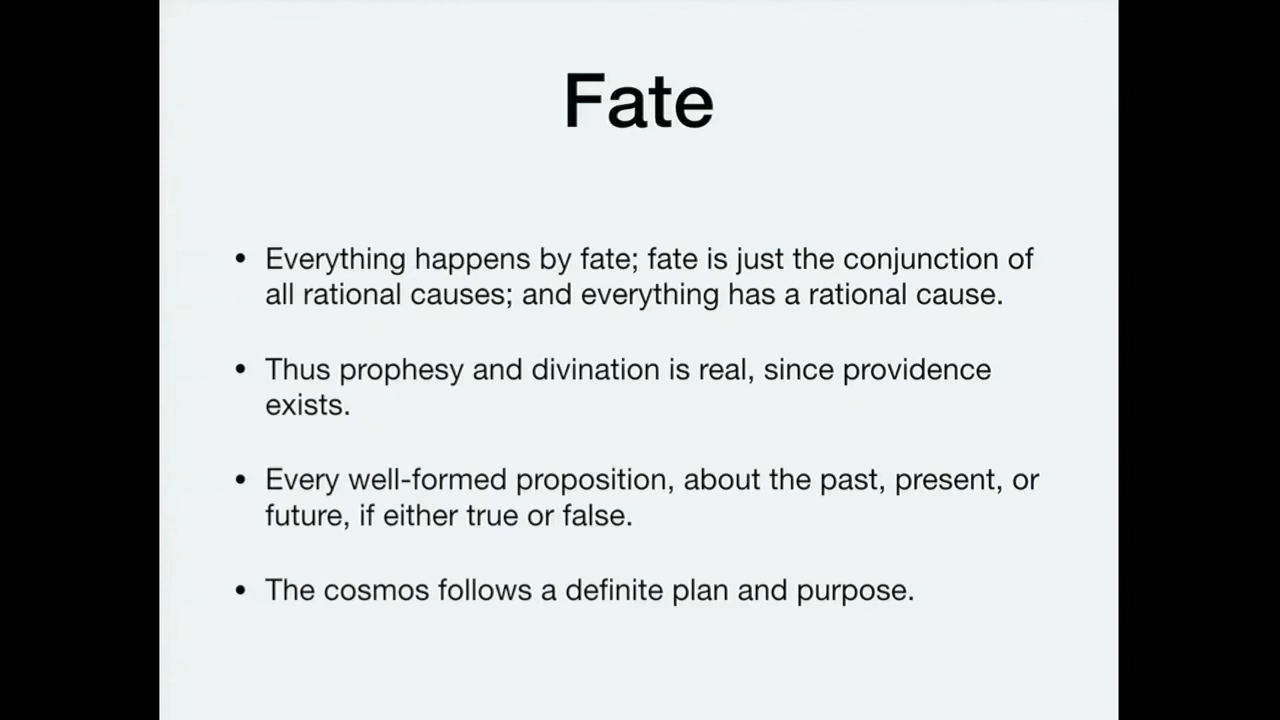 Fate
• Everything happens by fate; fate is just the conjunction of
all rational causes; and everything has a rational cause.
• Thus prophesy and divination is real, since providence
exists.
• Every well-formed proposition, about the past, present, or
future, if either true or false.
• The cosmos follows a definite plan and purpose.